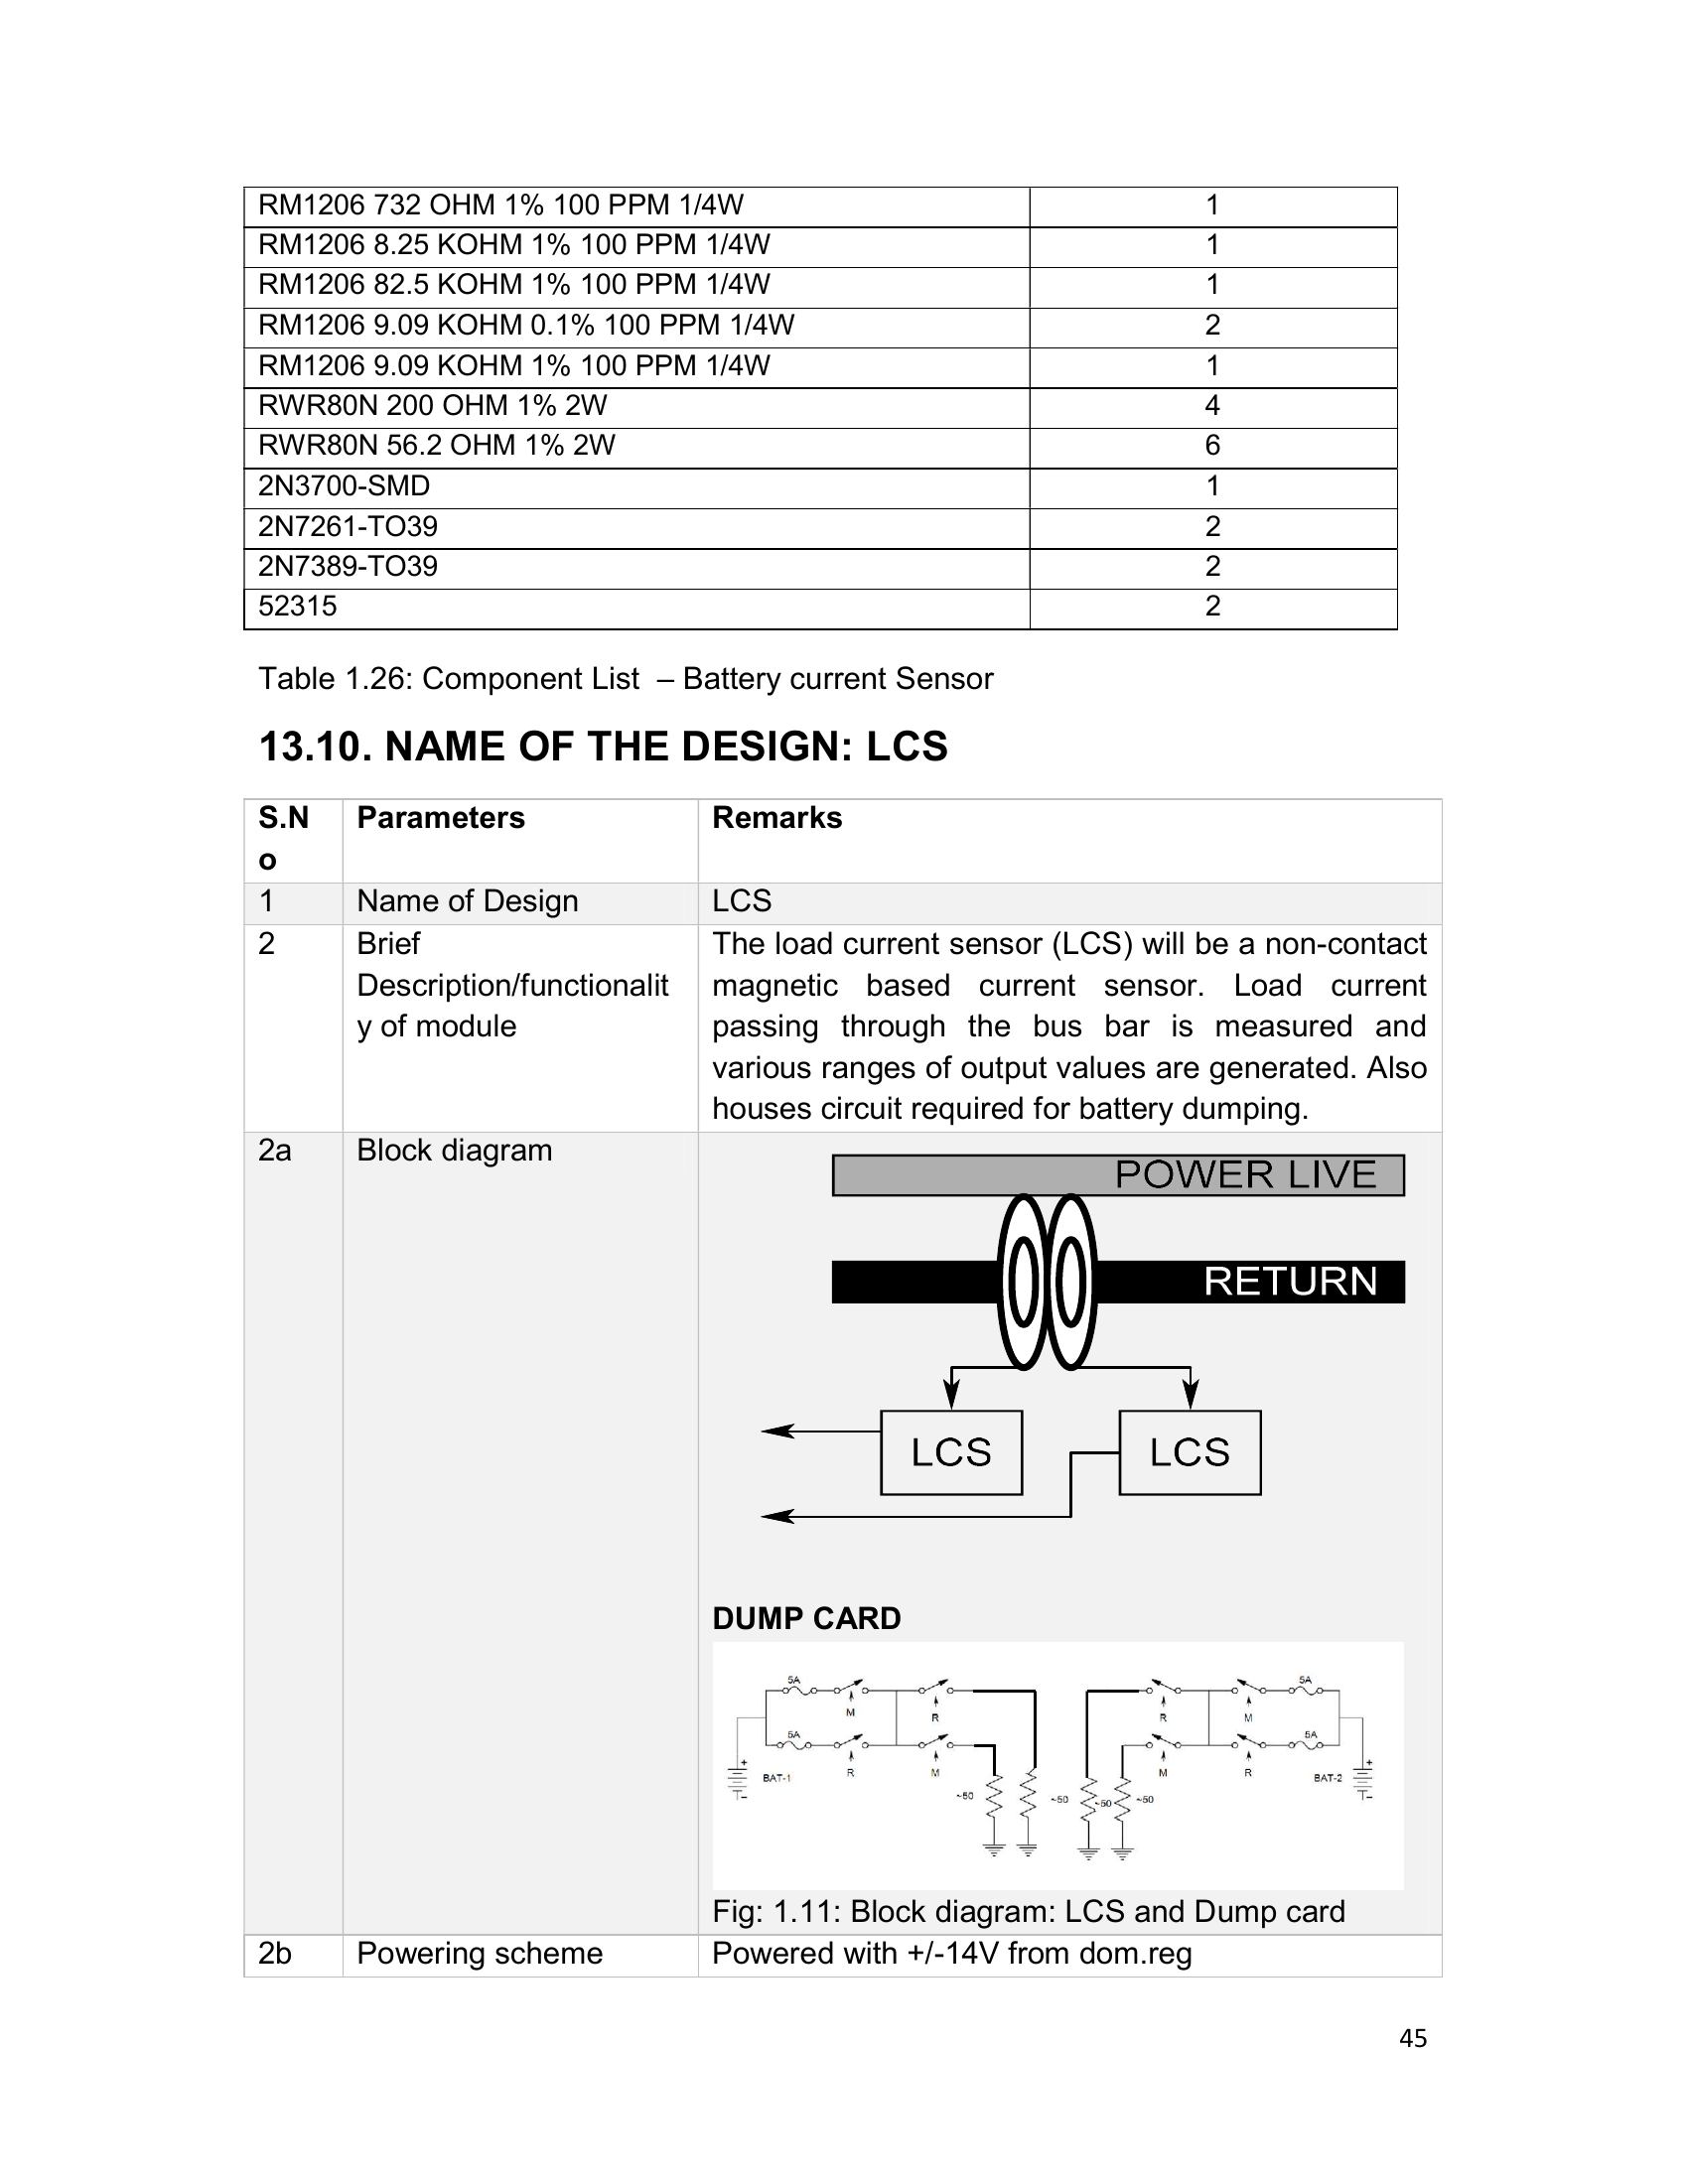 RM1206 732 OHM 1% 100 PPM 1/4W 1
RM1206 8.25 KOHM 1% 100 PPM 1/4W 1
RM1206 82.5 KOHM 1% 100 PPM 1/4W 1
RM1206 9.09 KOHM 0.1% 100 PPM 1/4W 2
RM1206 9.09 KOHM 1% 100 PPM 1/4W 1
RWR80N 200 OHM 1% 2W 4
RWR80N 56.2 OHM 1% 2W 6
2N3700-SMD 1
2N7261-TO39 2
2N7389-TO39 2
52315 2
Table 1.26: Component List – Battery current Sensor
13.10. NAME OF THE DESIGN: LCS
S.N Parameters Remarks
o
1 Name of Design LCS
2 Brief The load current sensor (LCS) will be a non-contact
Description/functionalit magnetic based current sensor. Load current
y of module passing through the bus bar is measured and
various ranges of output values are generated. Also
houses circuit required for battery dumping.
2a Block diagram
POWER LIVE
RETURN
LCS LCS
DUMP CARD
5A 5A
M R R M
5A 5A
R M M R
BAT-1 BAT-2
~50 ~50 ~50 ~50
Fig: 1.11: Block diagram: LCS and Dump card
2b Powering scheme Powered with +/-14V from dom.reg
45